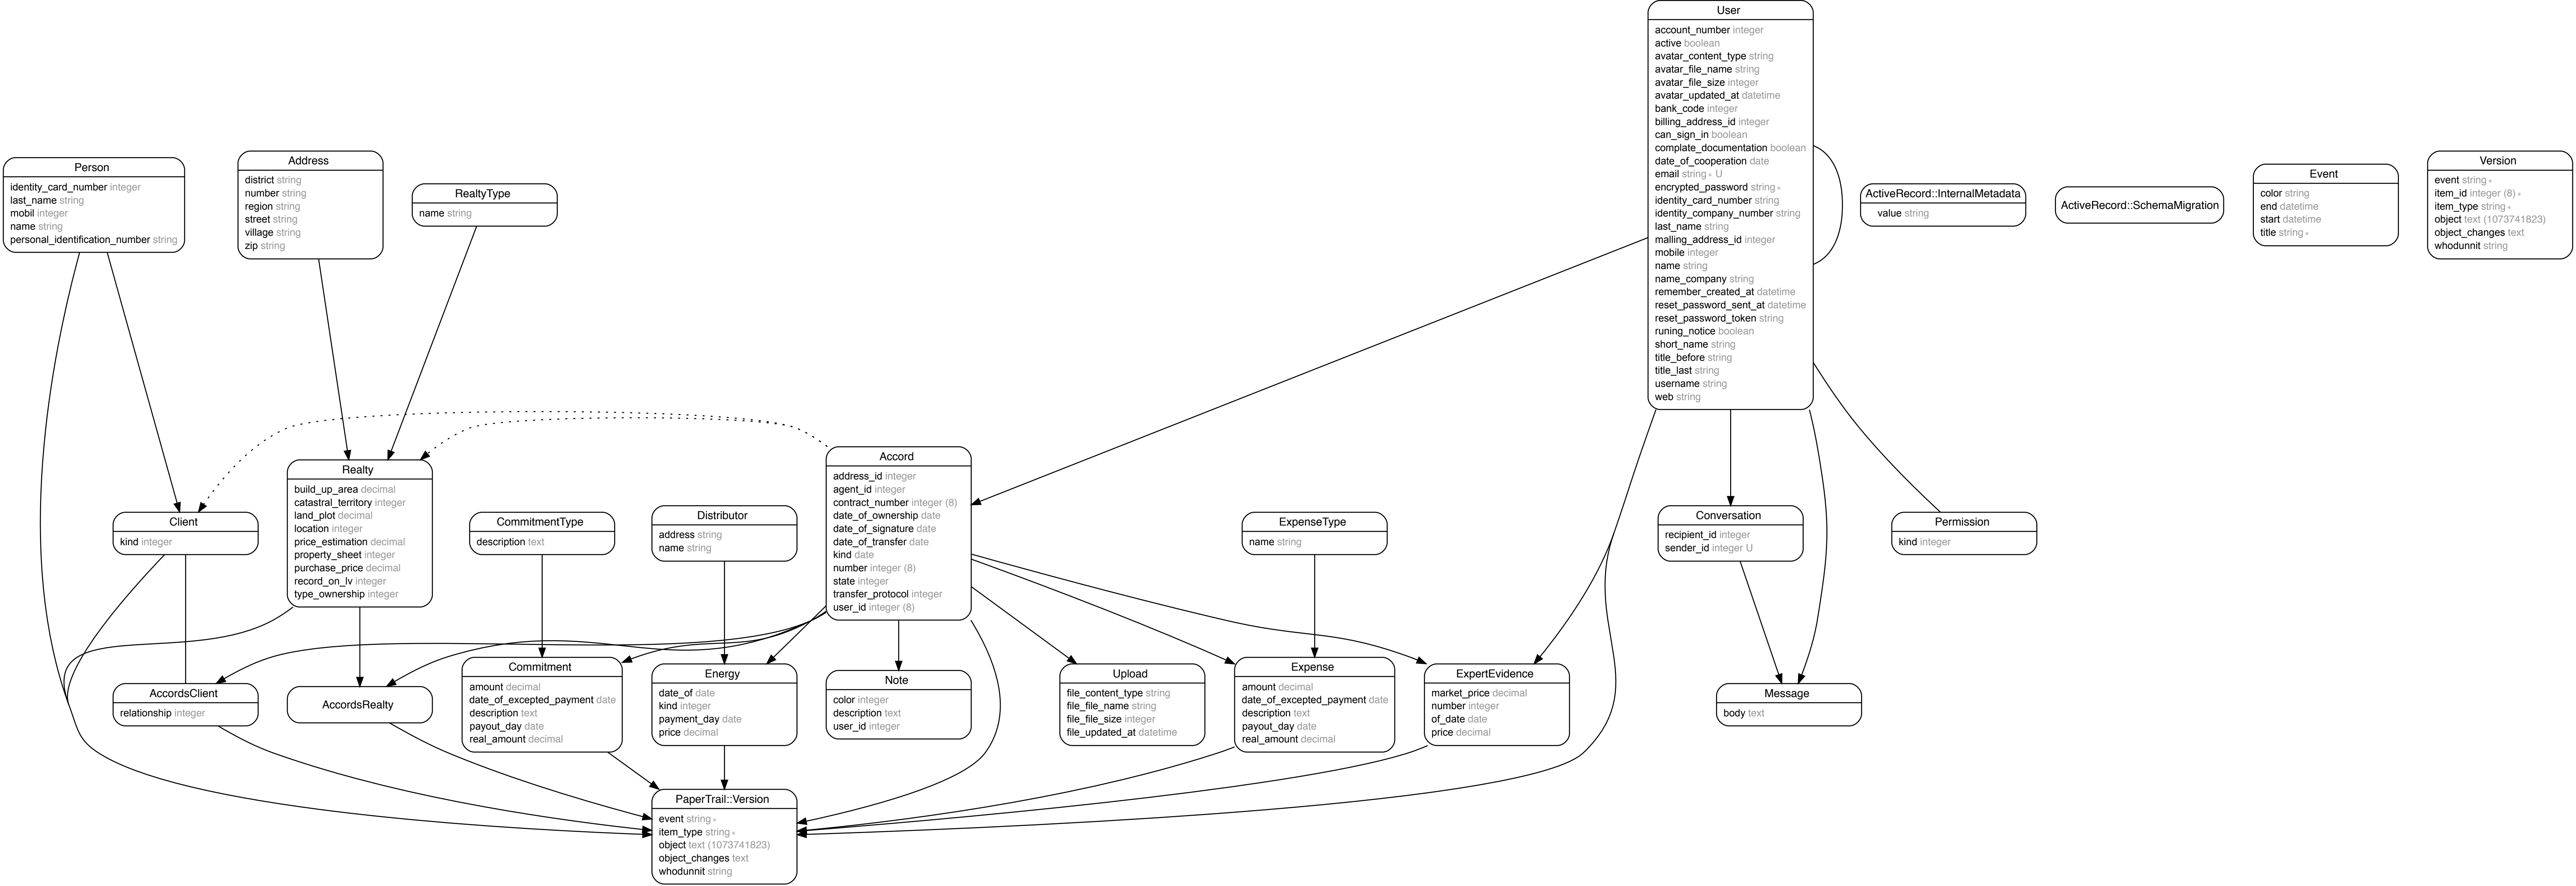 User
account_number integer
active boolean
avatar_content_type string
avatar_file_name string
avatar_file_size integer
avatar_updated_at datetime
bank_code integer
billing_address_id integer
can_sign_in boolean
complate_documentation boolean
date_of_cooperation date
email string ∗ U
encrypted_password string ∗
identity_card_number string
identity_company_number string
last_name string
malling_address_id integer
mobile integer
name string
name_company string
remember_created_at datetime
reset_password_sent_at datetime
reset_password_token string
runing_notice boolean
short_name string
title_before string
title_last string
username string
web string
Person
identity_card_number integer
last_name string
mobil integer
name string
personal_identification_number string
Address
district string
number string
region string
street string
village string
zip string
RealtyType
name string
ActiveRecord::InternalMetadata
value string
ActiveRecord::SchemaMigration
Event
color string
end datetime
start datetime
title string ∗
Version
event string ∗
item_id integer (8) ∗
item_type string ∗
object text (1073741823)
object_changes text
whodunnit string
Client
kind integer
Realty
build_up_area decimal
catastral_territory integer
land_plot decimal
location integer
price_estimation decimal
property_sheet integer
purchase_price decimal
record_on_lv integer
type_ownership integer
CommitmentType
description text
Distributor
address string
name string
Accord
address_id integer
agent_id integer
contract_number integer (8)
date_of_ownership date
date_of_signature date
date_of_transfer date
kind date
number integer (8)
state integer
transfer_protocol integer
user_id integer (8)
ExpenseType
name string
Conversation
recipient_id integer
sender_id integer U
Permission
kind integer
AccordsClient
relationship integer
AccordsRealty
Commitment
amount decimal
date_of_excepted_payment date
description text
payout_day date
real_amount decimal
Energy
date_of date
kind integer
payment_day date
price decimal
Note
color integer
description text
user_id integer
Upload
file_content_type string
file_file_name string
file_file_size integer
file_updated_at datetime
Expense
amount decimal
date_of_excepted_payment date
description text
payout_day date
real_amount decimal
ExpertEvidence
market_price decimal
number integer
of_date date
price decimal
Message
body text
PaperTrail::Version
event string ∗
item_type string ∗
object text (1073741823)
object_changes text
whodunnit string